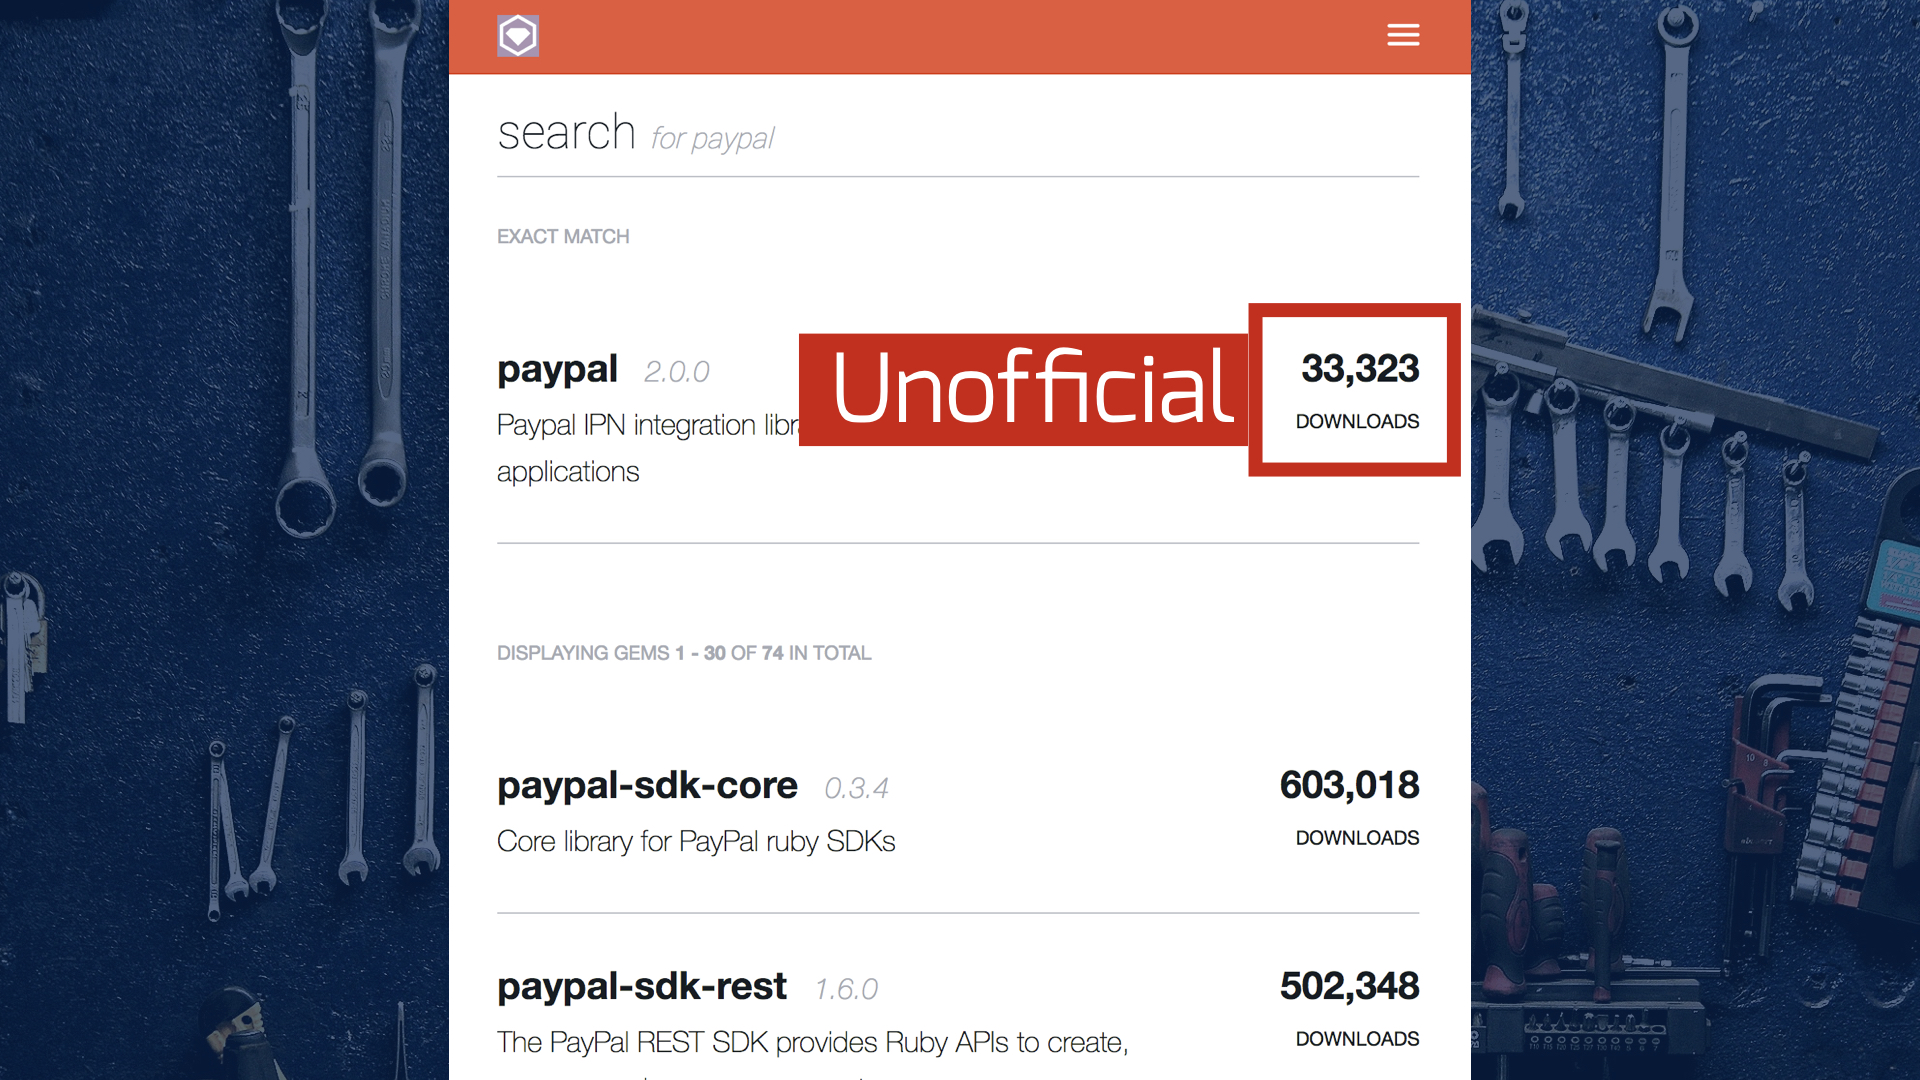 search for paypal
EXACT MATCH
paypal 2.0.0
Unofficial
33,323
DOWNLOADS
Paypal IPN integration
applications
DISPLAYING GEMS 1 - 30 OF 74 IN TOTAL
paypal-sdk-core 0.3.4
603,018
Core library for PayPal ruby SDKs
DOWNLOADS
paypal-sdk-rest 1.6.0
502,348
The PayPal REST SDK provides Ruby APIs to create,
DOWNLOADS